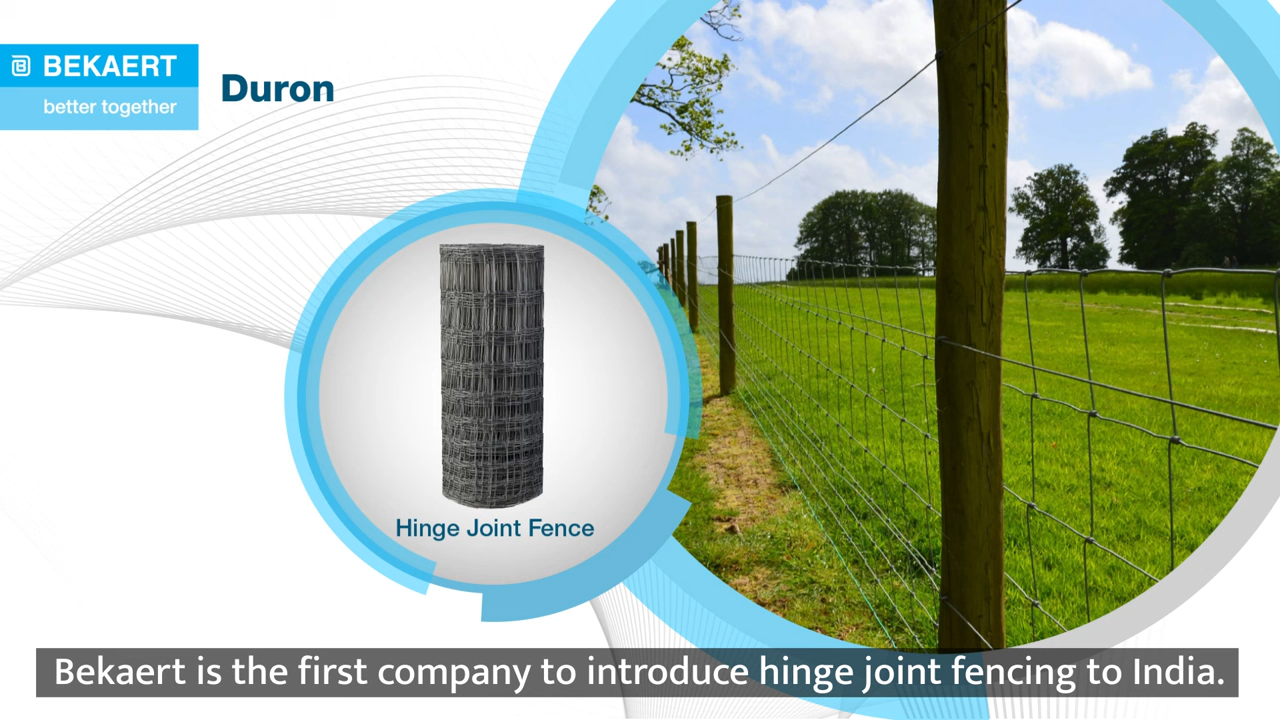 BEKAERT
better together
Duron
Hinge Joint Fence
Bekaert is the first company to introduce hinge joint fencing to India.